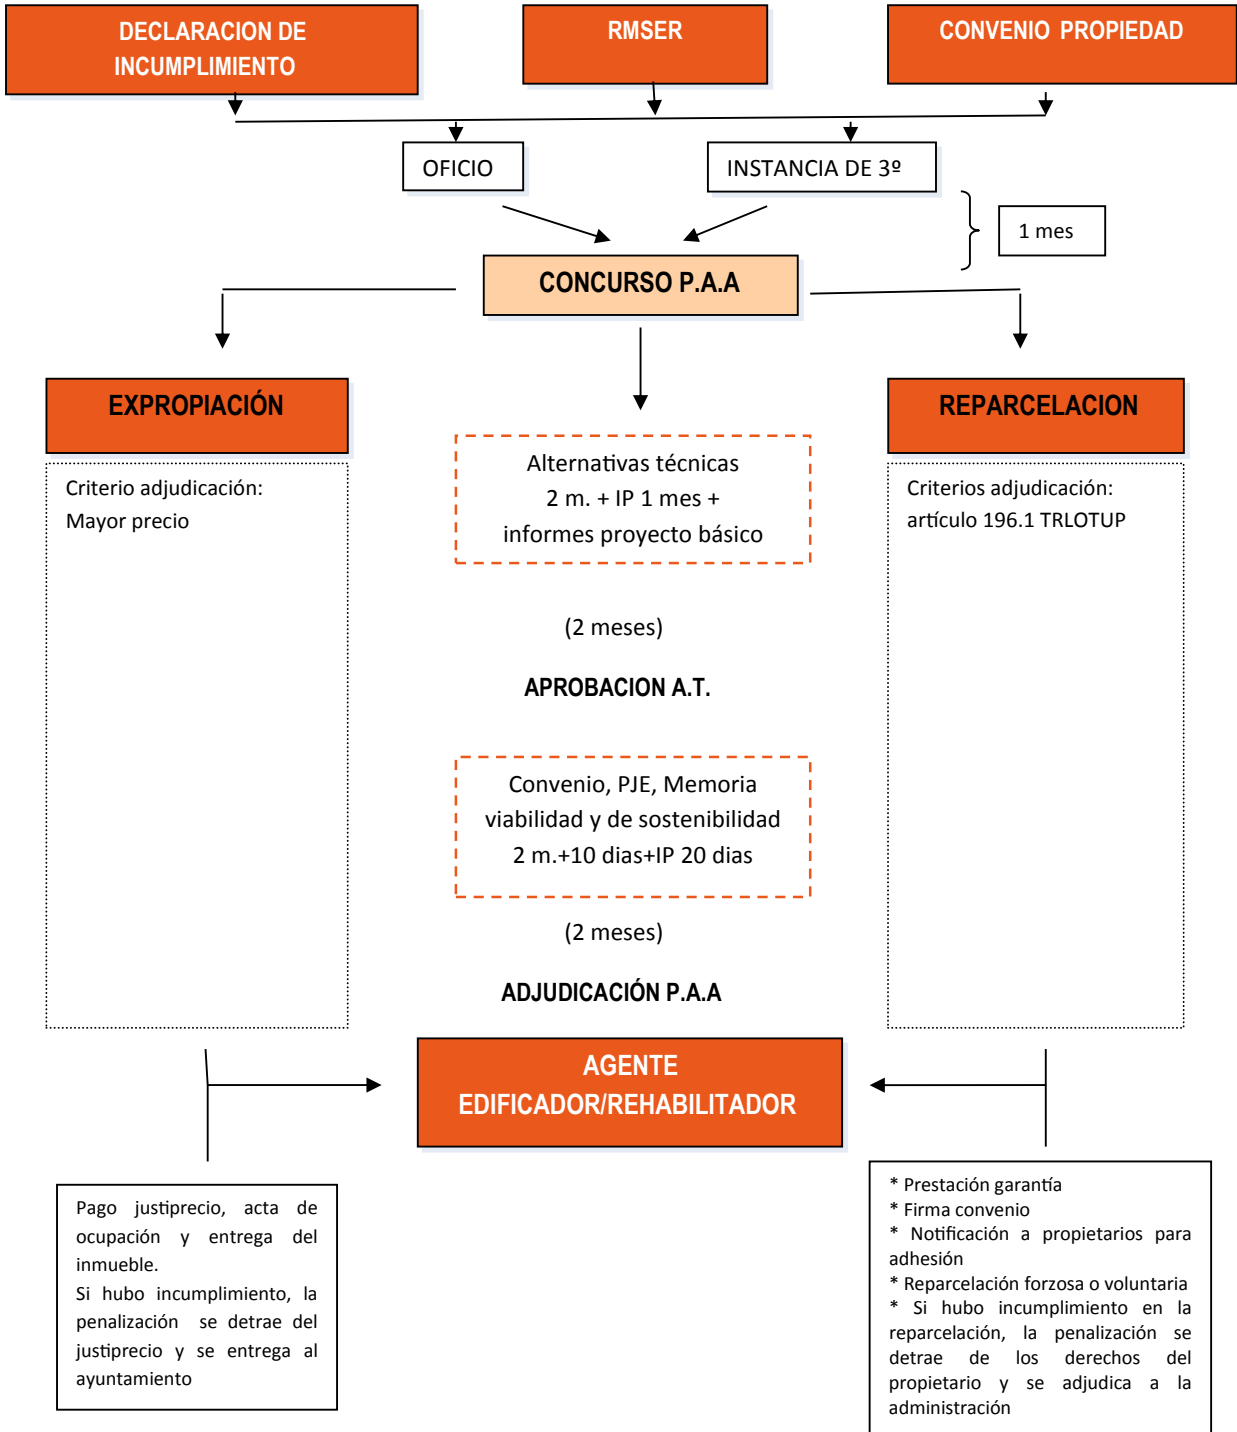 DECLARACION DE
INCUMPLIMIENTO
RMSER
CONVENIO PROPIEDAD
OFICIO
INSTANCIA DE 3º
1 mes
CONCURSO P.A.A
EXPROPIACIÓN
REPARCELACION
Criterio adjudicación:
Mayor precio
Alternativas técnicas
2 m. + IP 1 mes +
informes proyecto básico
Criterios adjudicación:
artículo 196.1 TRLOTUP
(2 meses)
APROBACION A.T.
Convenio, PJE, Memoria
viabilidad y de sostenibilidad
2 m.+10 dias+IP 20 dias
(2 meses)
ADJUDICACIÓN P.A.A
AGENTE
EDIFICADOR/REHABILITADOR
Pago justiprecio, acta de
ocupación y entrega del
inmueble.
Si hubo incumplimiento, la
penalización se detrae del
justiprecio y se entrega al
ayuntamiento
* Prestación garantía
* Firma convenio
* Notificación a propietarios para
adhesión
* Reparcelación forzosa o voluntaria
* Si hubo incumplimiento en la
reparcelación, la penalización se
detrae de los derechos del
propietario y se adjudica a la
administración